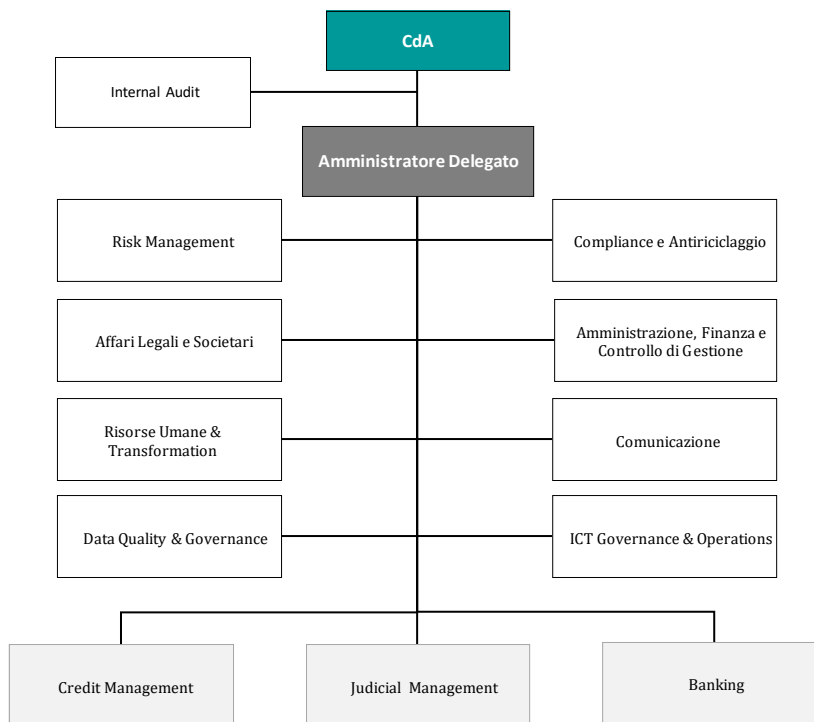 CdA
Internal Audit
Amministratore Delegato
Risk Management
Compliance e Antiriciclaggio
Affari Legali e Societari
Amministrazione, Finanza e
Controllo di Gestione
Risorse Umane &
Transformation
Comunicazione
Data Quality & Governance
ICT Governance & Operations
Credit Management
Judicial Management
Banking